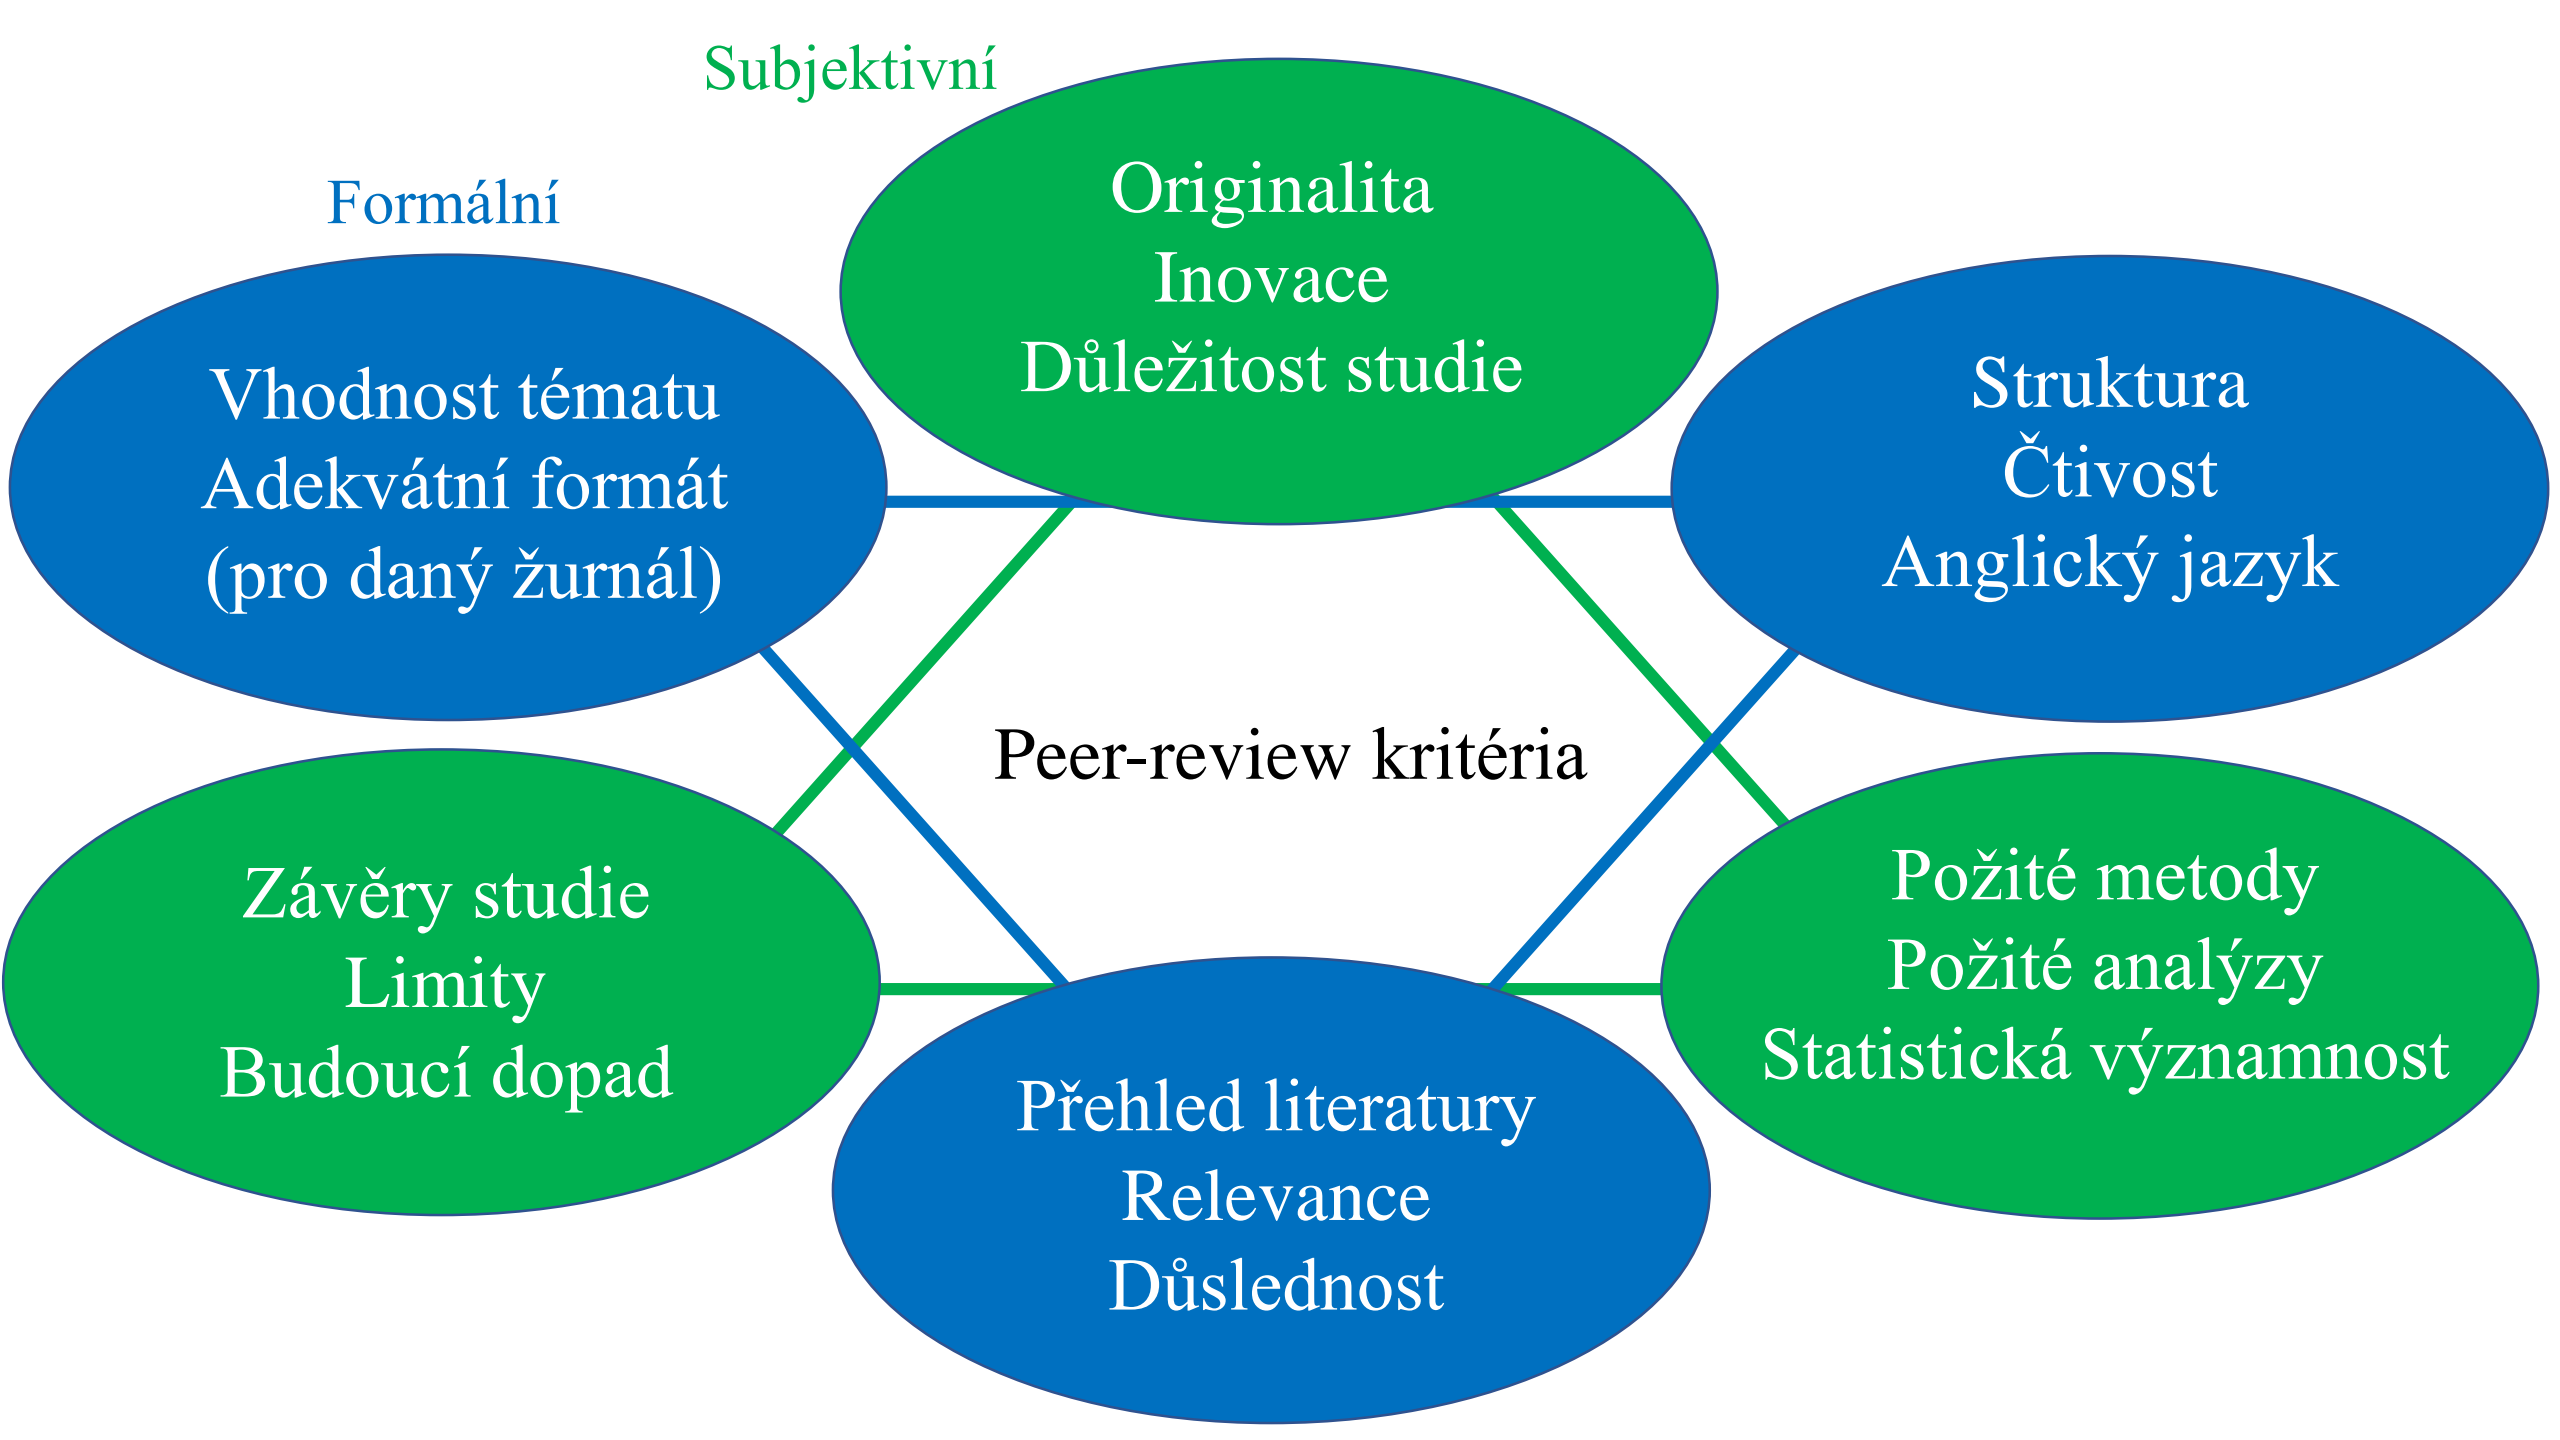 Subjektivní
Formální
Originalita
Inovace
Důležitost studie
Vhodnost tématu
Adekvátní formát
(pro daný žurnál)
Struktura
Čtivost
Anglický jazyk
Peer-review kritéria
Závěry studie
Limity
Budoucí dopad
Požité metody
Požité analýzy
Statistická významnost
Přehled literatury
Relevance
Důslednost